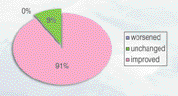 0%
9%
91%
worsened
unchanged
improved